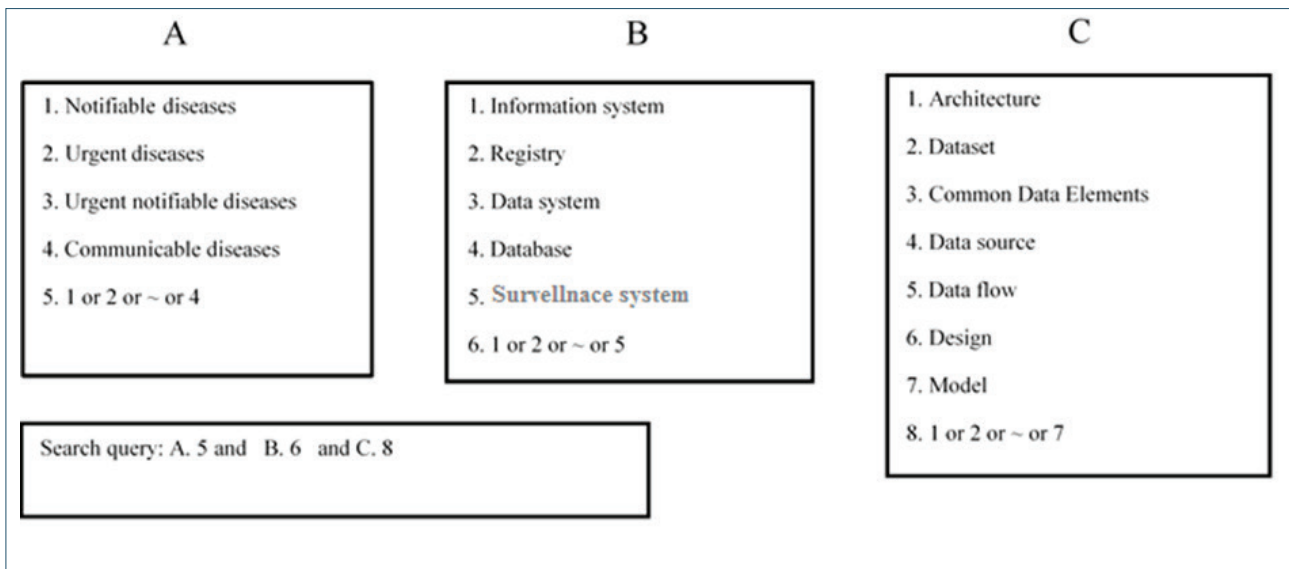 A
1. Notifiable diseases
2. Urgent diseases
3. Urgent notifiable diseases
4. Communicable diseases
5. 1 or 2 or ~ or 4
B
1. Information system
2. Registry
3. Data system
4. Database
5. Survellnace system
6. 1 or 2 or ~ or 5
C
1. Architecture
2. Dataset
3. Common Data Elements
4. Data source
5. Data flow
6. Design
7. Model
8. 1 or 2 or ~ or 7
Search query: A. 5 and B. 6 and C. 8